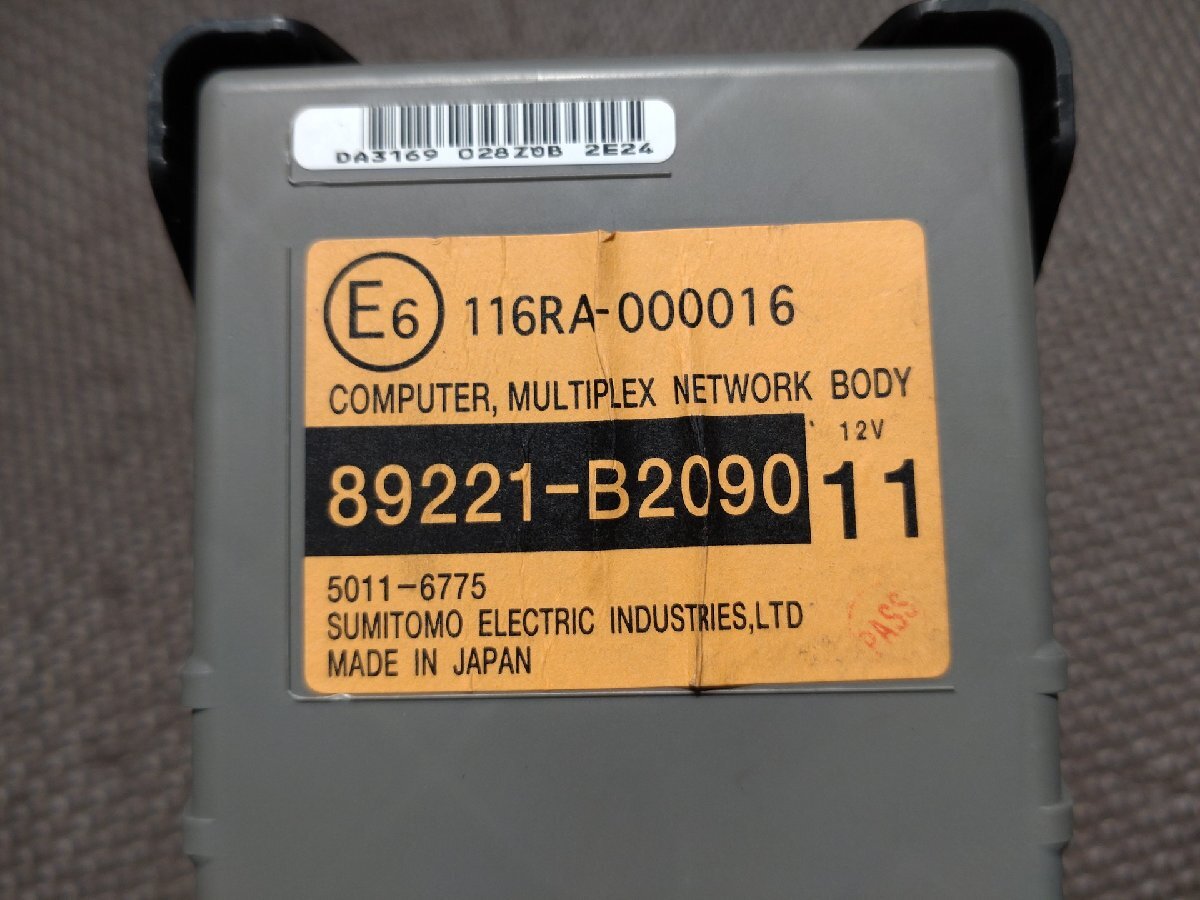 DA3169 028Z0B 2E24
E6 116RA-000016
COMPUTER, MULTIPLEX NETWORK BODY
12V
89221-B2090 11
5011-6775
SUMITOMO ELECTRIC INDUSTRIES,LTD
PASS
MADE IN JAPAN